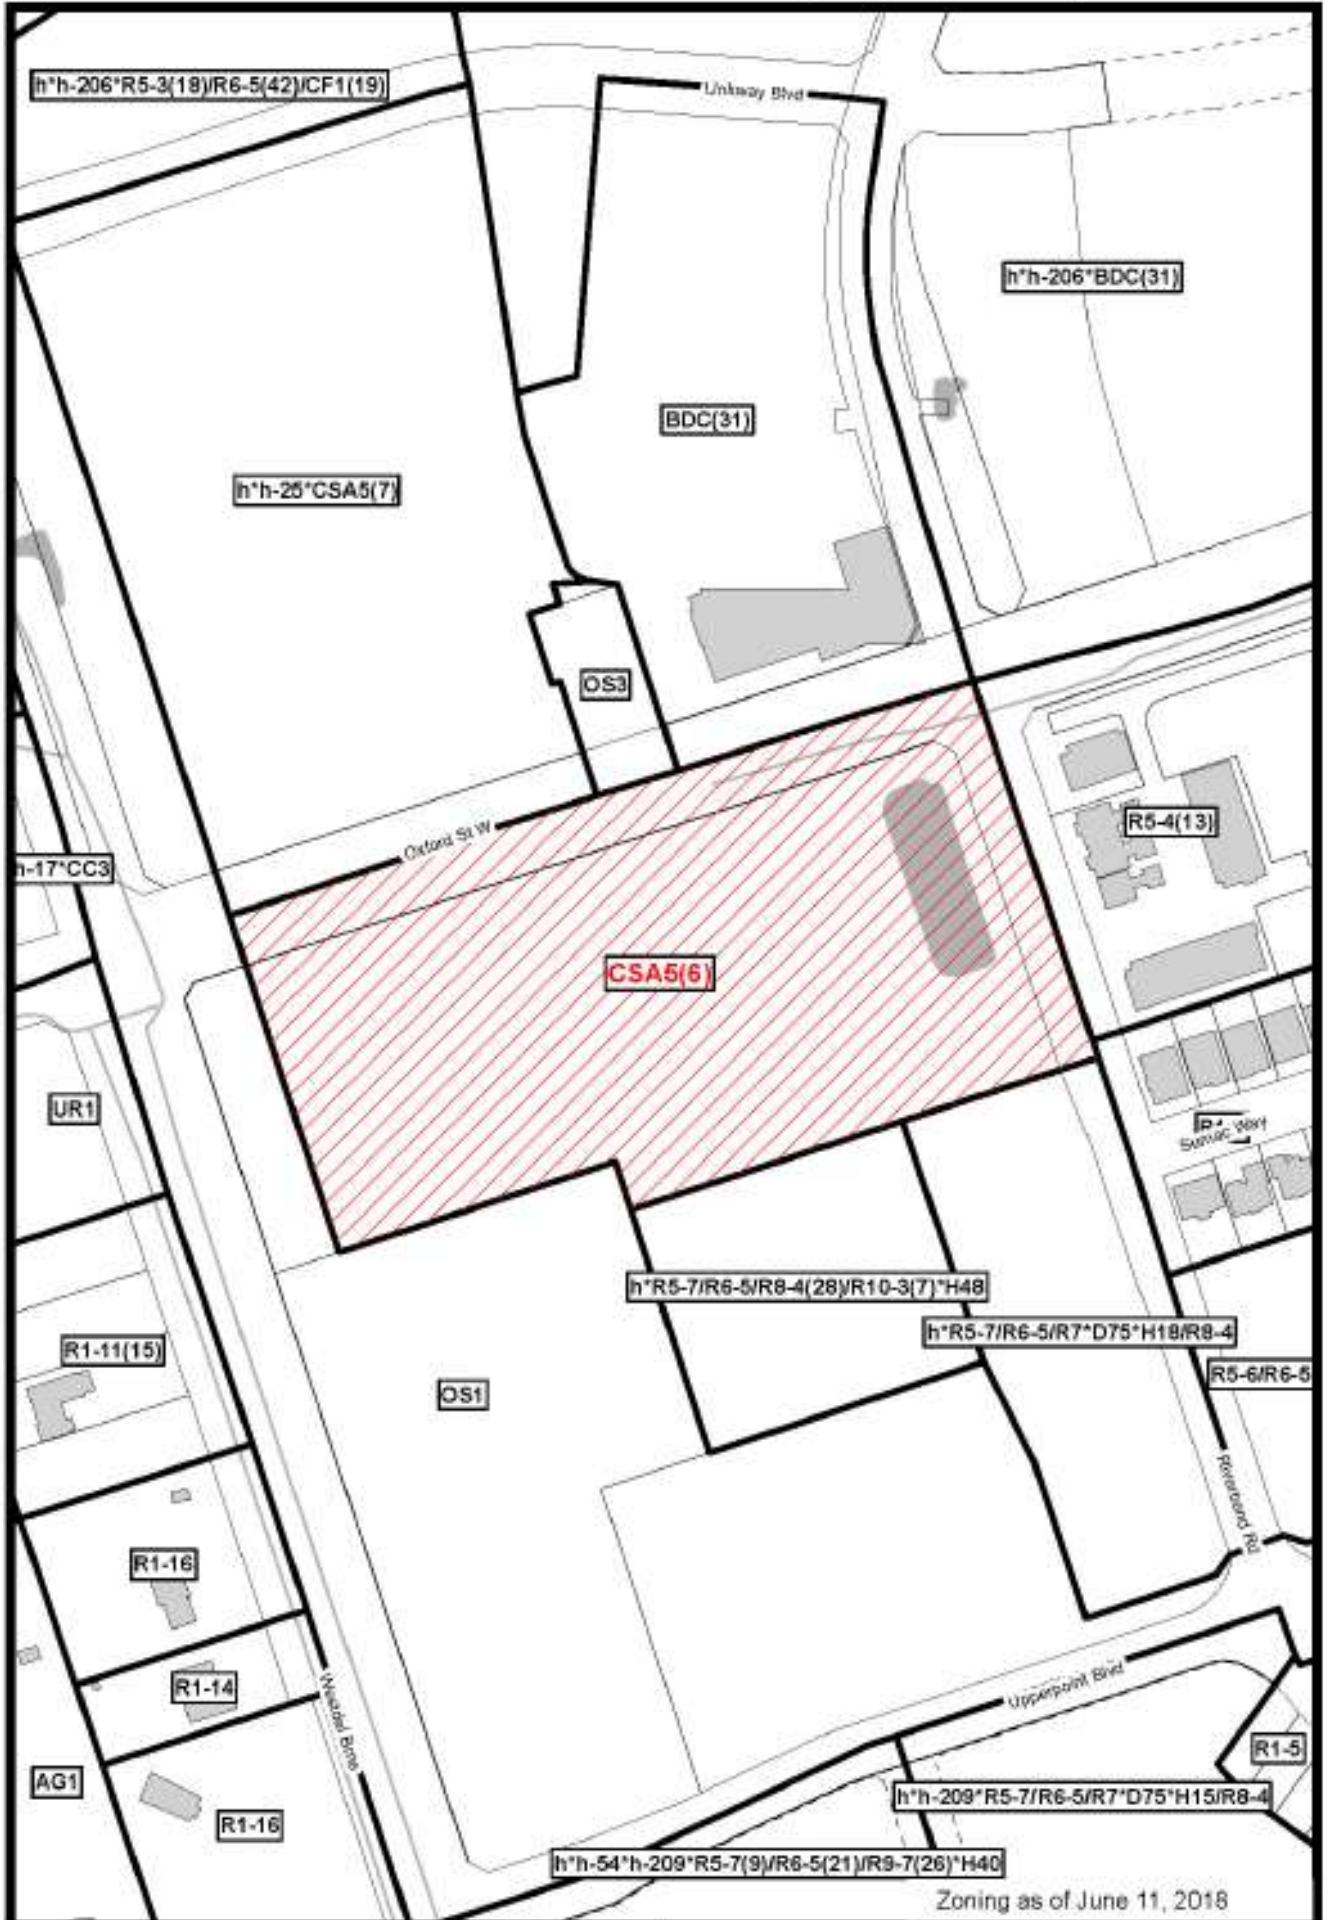 h*h-206*R5-3(18)/R6-5(42)/CF1(19)
Linkway Blvd
h*h-206*BDC(31)
BDC(31)
h*h-25*CSA5(7)
OS3
R5-4(13)
Oxford St W
h-17*CC3
CSA5(6)
UR1
Sumac Way
h*R5-7/R6-5/R8-4(28)/R10-3(7)*H48
h*R5-7/R6-5/R7*D75*H18/R8-4
R1-11(15)
R5-6/R6-5
OS1
Riverbend Rd
R1-16
R1-14
Westdel Brne
Upperpoint Blvd
R1-5
AG1
h*h-209*R5-7/R6-5/R7*D75*H15/R8-4
R1-16
h*h-54*h-209*R5-7(9)/R6-5(21)/R9-7(26)*H40
Zoning as of June 11, 2018